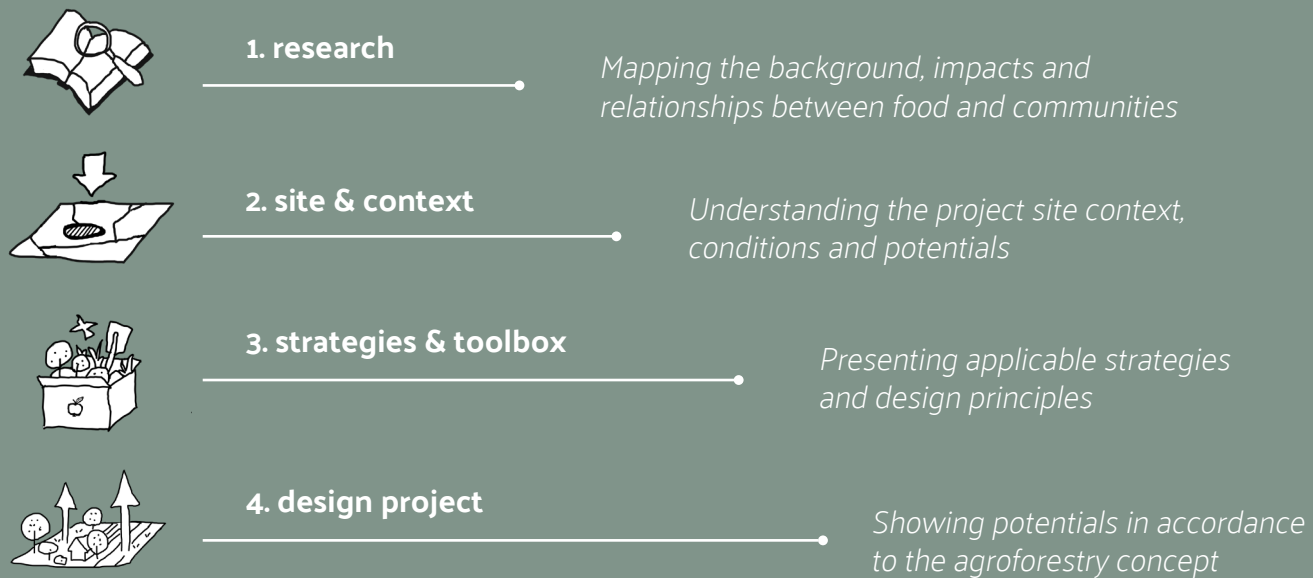 1. research
Mapping the background, impacts and
relationships between food and communities
2. site & context
Understanding the project site context,
conditions and potentials
3. strategies & toolbox
Presenting applicable strategies
and design principles
4. design project
Showing potentials in accordance
to the agroforestry concept